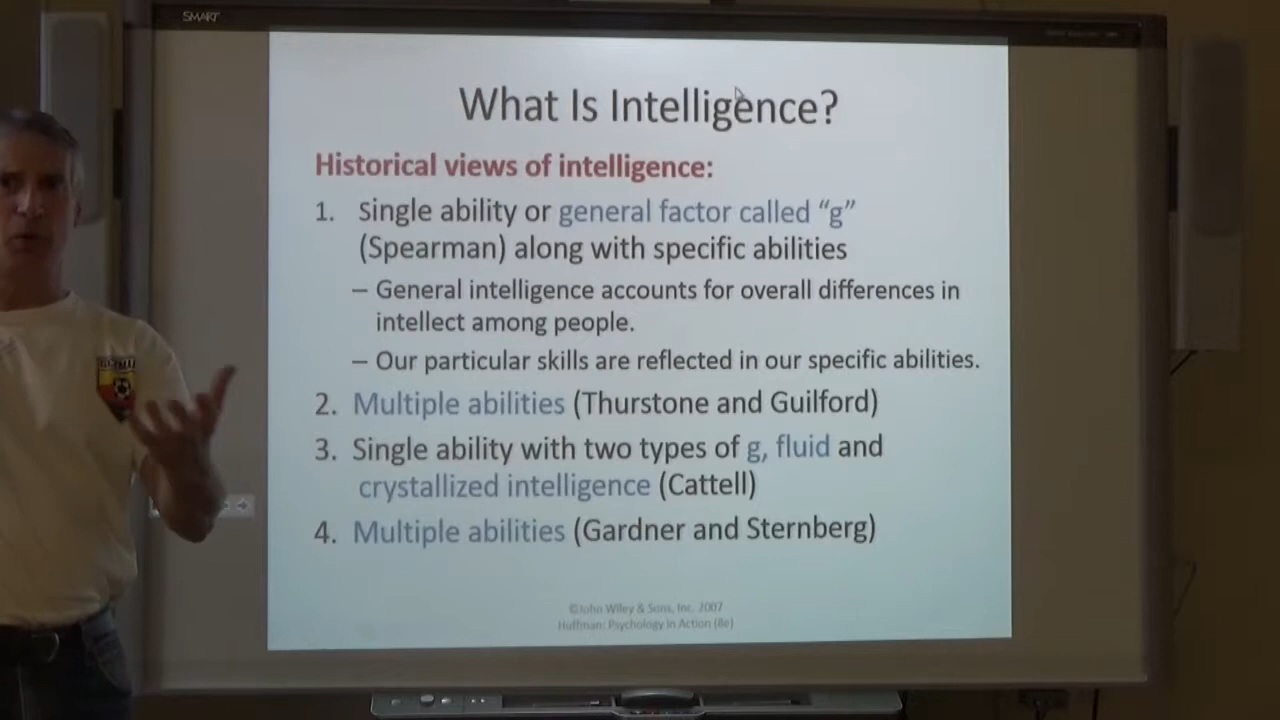 SMART
What Is Intelligence?
Historical views of intelligence:
1. Single ability or general factor called “g”
(Spearman) along with specific abilities
– General intelligence accounts for overall differences in
intellect among people.
– Our particular skills are reflected in our specific abilities.
2. Multiple abilities (Thurstone and Guilford)
3. Single ability with two types of g, fluid and
crystallized intelligence (Cattell)
4. Multiple abilities (Gardner and Sternberg)
©John Wiley & Sons, Inc. 2007
Huffman: Psychology in Action (8e)